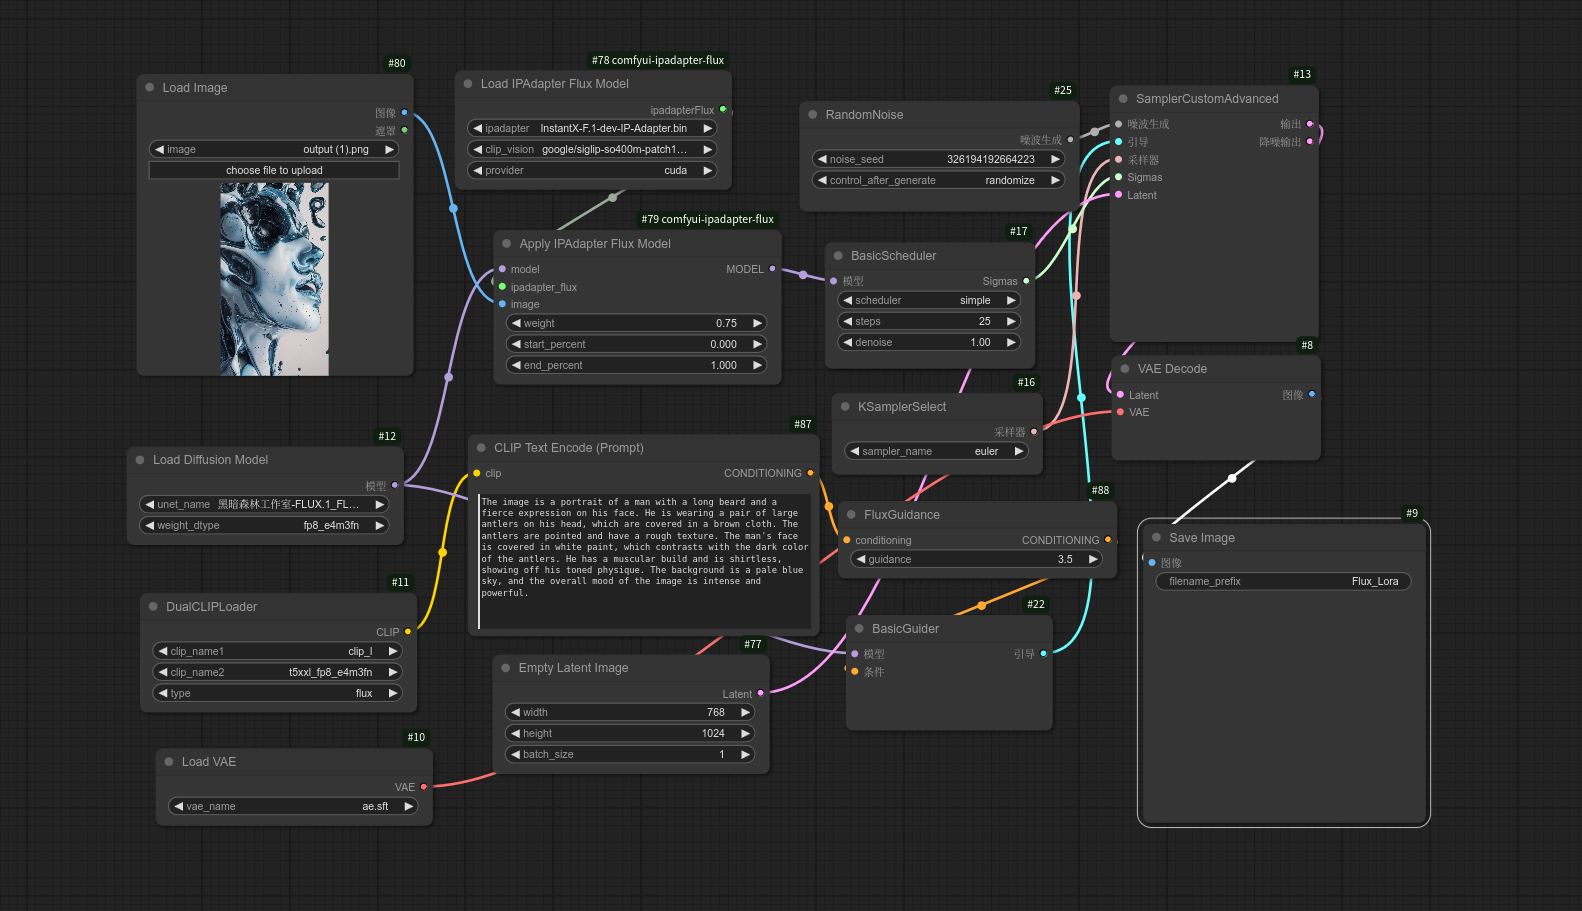 #80
Load Image
图像
遮罩
image output (1).png
choose file to upload
#78 comfyui-ipadapter-flux
Load IPAdapter Flux Model
ipadapterFlux
ipadapter InstantX-F.1-dev-IP-Adapter.bin
clip_vision google/siglip-so400m-patch1...
provider cuda
#79 comfyui-ipadapter-flux
Apply IPAdapter Flux Model
model MODEL
ipadapter_flux
image
weight 0.75
start_percent 0.000
end_percent 1.000
#25
RandomNoise
噪波生成
noise_seed 326194192664223
control_after_generate randomize
#13
SamplerCustomAdvanced
噪波生成 输出
引导 降噪输出
采样器
Sigmas
Latent
#17
BasicScheduler
模型 Sigmas
scheduler simple
steps 25
denoise 1.00
#8
VAE Decode
Latent 图像
VAE
#16
KSamplerSelect
采样器
sampler_name euler
#12
Load Diffusion Model
模型
unet_name 黑暗森林工作室-FLUX.1_FL...
weight_dtype fp8_e4m3fn
#87
CLIP Text Encode (Prompt)
clip CONDITIONING
The image is a portrait of a man with a long beard and a
fierce expression on his face. He is wearing a pair of large
antlers on his head, which are covered in a brown cloth. The
antlers are pointed and have a rough texture. The man's face
is covered in white paint, which contrasts with the dark color
of the antlers. He has a muscular build and is shirtless,
showing off his toned physique. The background is a pale blue
sky, and the overall mood of the image is intense and
powerful.
#88
FluxGuidance
conditioning CONDITIONING
guidance 3.5
#9
Save Image
图像
filename_prefix Flux_Lora
#11
DualCLIPLoader
CLIP
clip_name1 clip_l
clip_name2 t5xxl_fp8_e4m3fn
type flux
#22
BasicGuider
模型 引导
条件
#77
Empty Latent Image
Latent
width 768
height 1024
batch_size 1
#10
Load VAE
VAE
vae_name ae.sft